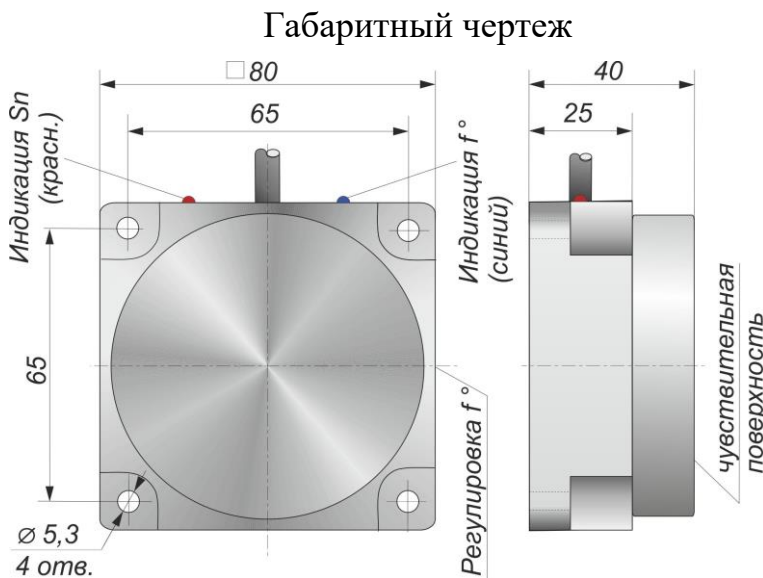 Габаритный чертеж
□ 80
65
40
25
Индикация Sn
(красн.)
Индикация f °
(синий)
65
Регулировка f °
чувствительная
поверхность
⌀ 5,3
4 отв.